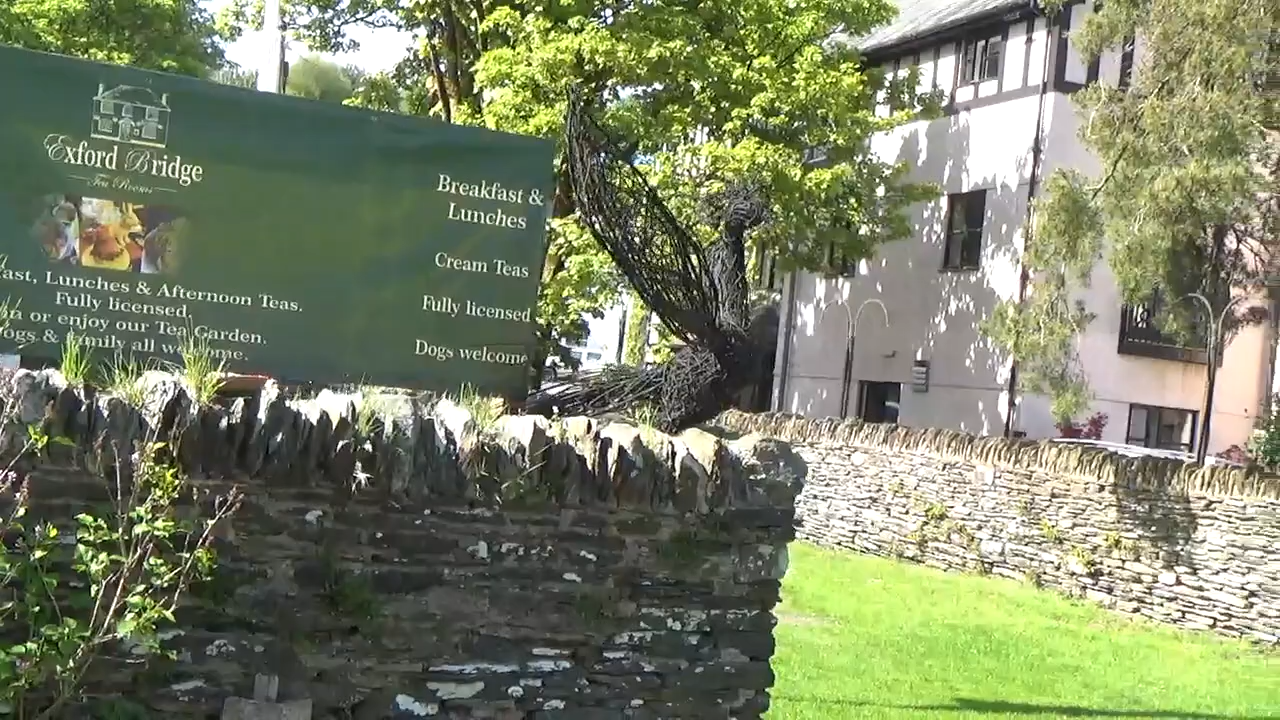 Exford Bridge
Tea Rooms
Lunches & Afternoon Teas.
Fully licensed
or enjoy our Tea Garden.
& family all welcome.
Breakfast &
Lunches
Cream Teas
Fully licensed
Dogs welcome